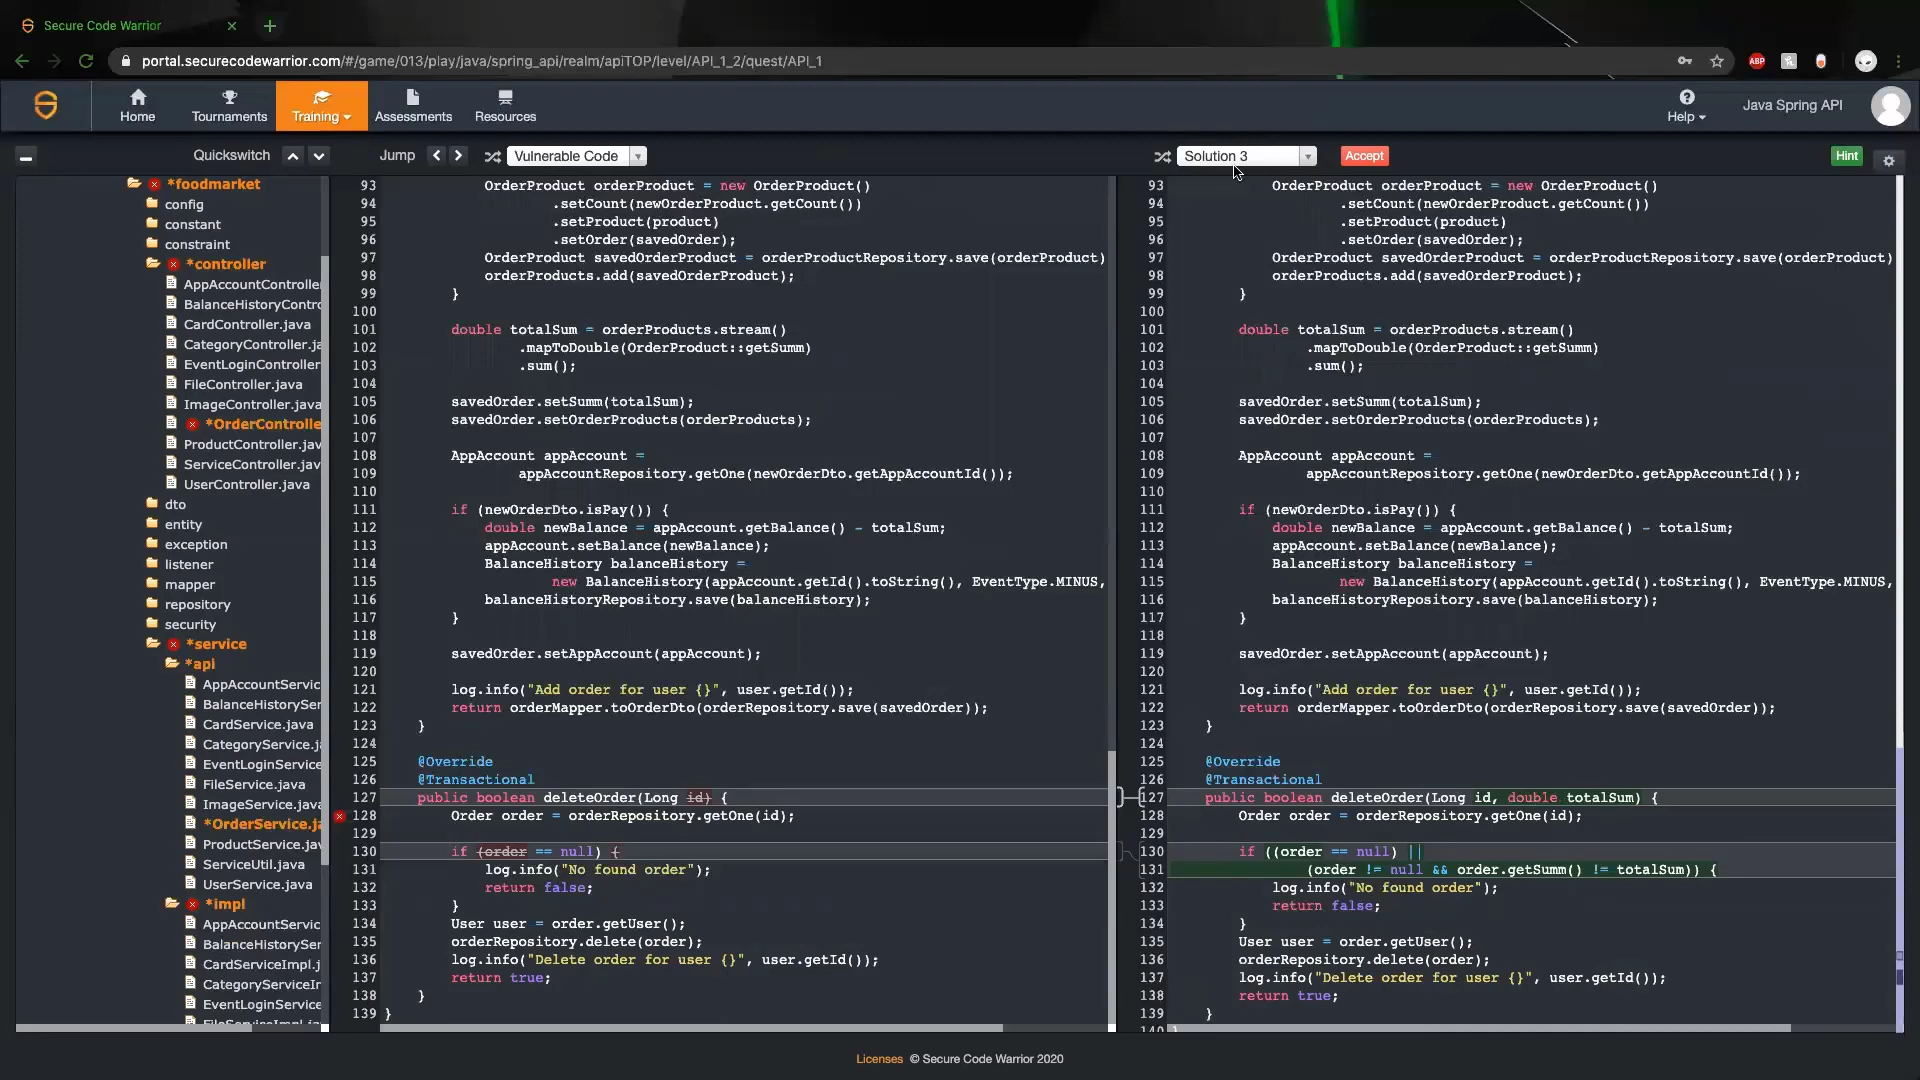 Secure Code Warrior
portal.securecodewarrior.com/#/game/013/play/java/spring_api/realm/apiTOP/level/API_1_2/quest/API_1
ABP
Home
Tournaments
Training
Assessments
Resources
Help
Java Spring API
Quickswitch
Jump
Vulnerable Code
Solution 3
Accept
Hint
*foodmarket
config
constant
constraint
*controller
AppAccountControlle
BalanceHistoryContro
CardController.java
CategoryController.ja
EventLoginController
FileController.java
ImageController.java
*OrderControlle
ProductController.jav
ServiceController.jav
UserController.java
dto
entity
exception
listener
mapper
repository
security
*service
*api
AppAccountServic
BalanceHistorySer
CardService.java
CategoryService.j
EventLoginService
FileService.java
ImageService.java
*OrderService.ja
ProductService.ja
ServiceUtil.java
UserService.java
*impl
AppAccountServic
BalanceHistorySer
CardServiceImpl.j
CategoryServiceIr
EventLoginService
FileServiceImpl.ja
93 OrderProduct orderProduct = new OrderProduct()
94 .setCount(newOrderProduct.getCount())
95 .setProduct(product)
96 .setOrder(savedOrder);
97 OrderProduct savedOrderProduct = orderProductRepository.save(orderProduct)
98 orderProducts.add(savedOrderProduct);
99 }
100
101 double totalSum = orderProducts.stream()
102 .mapToDouble(OrderProduct::getSumm)
103 .sum();
104
105 savedOrder.setSumm(totalSum);
106 savedOrder.setOrderProducts(orderProducts);
107
108 AppAccount appAccount =
109 appAccountRepository.getOne(newOrderDto.getAppAccountId());
110
111 if (newOrderDto.isPay()) {
112 double newBalance = appAccount.getBalance() - totalSum;
113 appAccount.setBalance(newBalance);
114 BalanceHistory balanceHistory =
115 new BalanceHistory(appAccount.getId().toString(), EventType.MINUS,
116 balanceHistoryRepository.save(balanceHistory);
117 }
118
119 savedOrder.setAppAccount(appAccount);
120
121 log.info("Add order for user {}", user.getId());
122 return orderMapper.toOrderDto(orderRepository.save(savedOrder));
123 }
124
125 @Override
126 @Transactional
127 public boolean deleteOrder(Long id) {
128 Order order = orderRepository.getOne(id);
129
130 if (order == null) {
131 log.info("No found order");
132 return false;
133 }
134 User user = order.getUser();
135 orderRepository.delete(order);
136 log.info("Delete order for user {}", user.getId());
137 return true;
138 }
139 }
93 OrderProduct orderProduct = new OrderProduct()
94 .setCount(newOrderProduct.getCount())
95 .setProduct(product)
96 .setOrder(savedOrder);
97 OrderProduct savedOrderProduct = orderProductRepository.save(orderProduct)
98 orderProducts.add(savedOrderProduct);
99 }
100
101 double totalSum = orderProducts.stream()
102 .mapToDouble(OrderProduct::getSumm)
103 .sum();
104
105 savedOrder.setSumm(totalSum);
106 savedOrder.setOrderProducts(orderProducts);
107
108 AppAccount appAccount =
109 appAccountRepository.getOne(newOrderDto.getAppAccountId());
110
111 if (newOrderDto.isPay()) {
112 double newBalance = appAccount.getBalance() - totalSum;
113 appAccount.setBalance(newBalance);
114 BalanceHistory balanceHistory =
115 new BalanceHistory(appAccount.getId().toString(), EventType.MINUS,
116 balanceHistoryRepository.save(balanceHistory);
117 }
118
119 savedOrder.setAppAccount(appAccount);
120
121 log.info("Add order for user {}", user.getId());
122 return orderMapper.toOrderDto(orderRepository.save(savedOrder));
123 }
124
125 @Override
126 @Transactional
127 public boolean deleteOrder(Long id, double totalSum) {
128 Order order = orderRepository.getOne(id);
129
130 if ((order == null) ||
131 (order != null && order.getSumm() != totalSum)) {
132 log.info("No found order");
133 return false;
134 }
135 User user = order.getUser();
136 orderRepository.delete(order);
137 log.info("Delete order for user {}", user.getId());
138 return true;
139 }
140 }
Licenses © Secure Code Warrior 2020